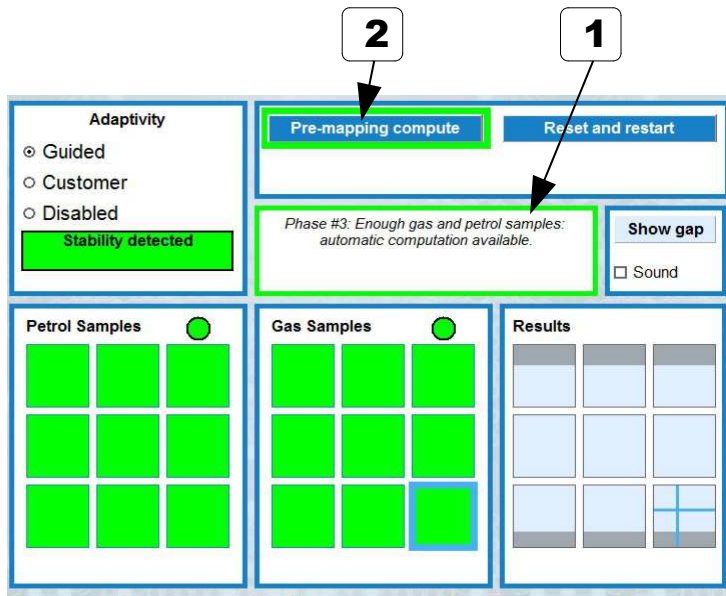 2
1
Adaptivity
Guided
Customer
Disabled
Stability detected
Pre-mapping compute
Reset and restart
Phase #3: Enough gas and petrol samples:
automatic computation available.
Show gap
Sound
Petrol Samples
Gas Samples
Results